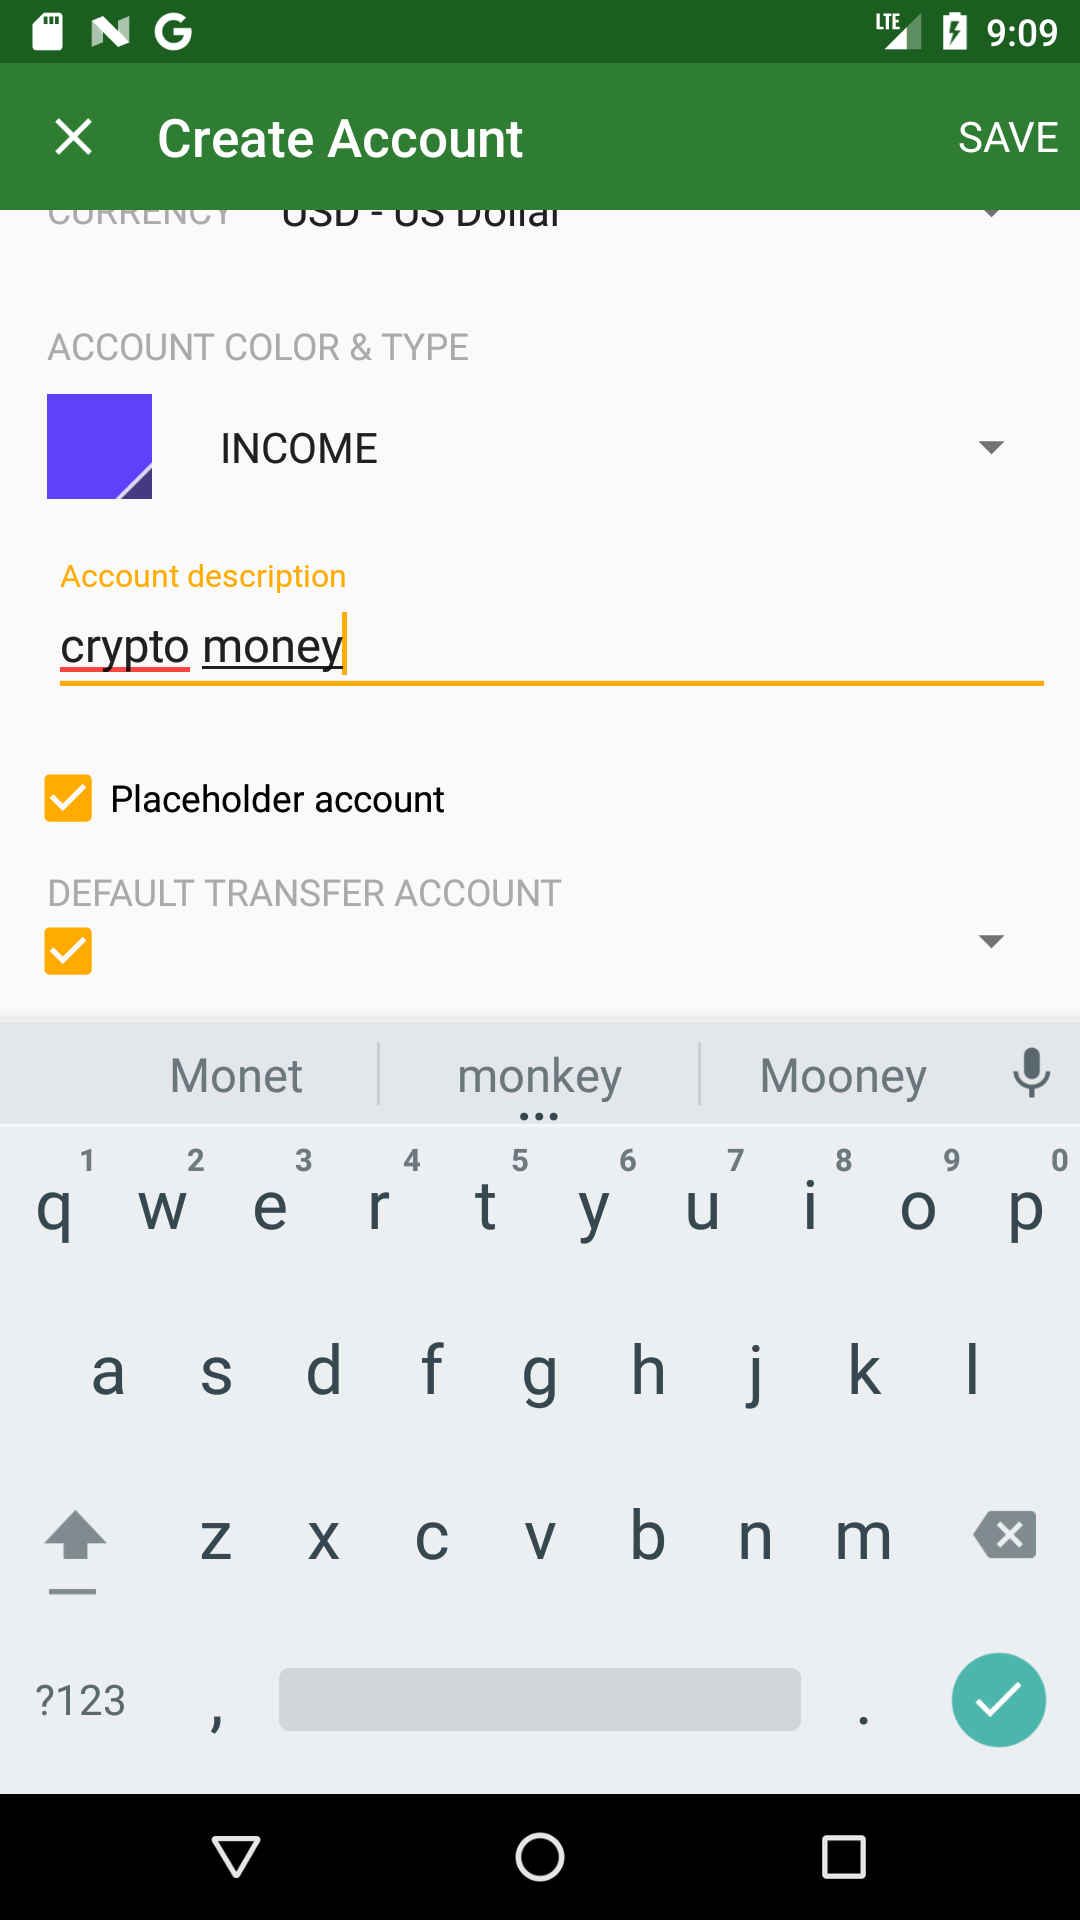 LTE 9:09
Create Account SAVE
CURRENCY USD - US Dollar
ACCOUNT COLOR & TYPE
INCOME
Account description
crypto money
Placeholder account
DEFAULT TRANSFER ACCOUNT
Monet monkey Mooney
1 2 3 4 5 6 7 8 9 0
q w e r t y u i o p
a s d f g h j k l
z x c v b n m
?123 , .